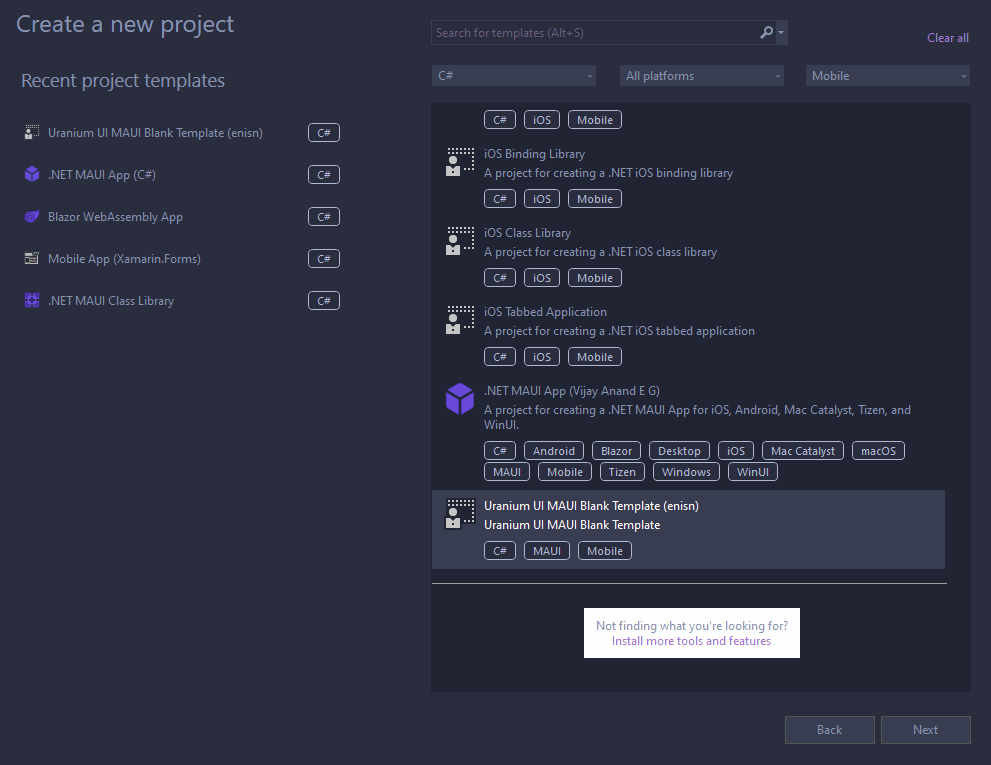 Create a new project
Search for templates (Alt+S)
Clear all
Recent project templates
C#
All platforms
Mobile
Uranium UI MAUI Blank Template (enisn)
C#
.NET MAUI App (C#)
C#
Blazor WebAssembly App
C#
Mobile App (Xamarin.Forms)
C#
.NET MAUI Class Library
C#
C# iOS Mobile
iOS Binding Library
A project for creating a .NET iOS binding library
C# iOS Mobile
iOS Class Library
A project for creating a .NET iOS class library
C# iOS Mobile
iOS Tabbed Application
A project for creating a .NET iOS tabbed application
C# iOS Mobile
.NET MAUI App (Vijay Anand E G)
A project for creating a .NET MAUI App for iOS, Android, Mac Catalyst, Tizen, and
WinUI.
C# Android Blazor Desktop iOS Mac Catalyst macOS
MAUI Mobile Tizen Windows WinUI
Uranium UI MAUI Blank Template (enisn)
Uranium UI MAUI Blank Template
C# MAUI Mobile
Not finding what you're looking for?
Install more tools and features
Back
Next